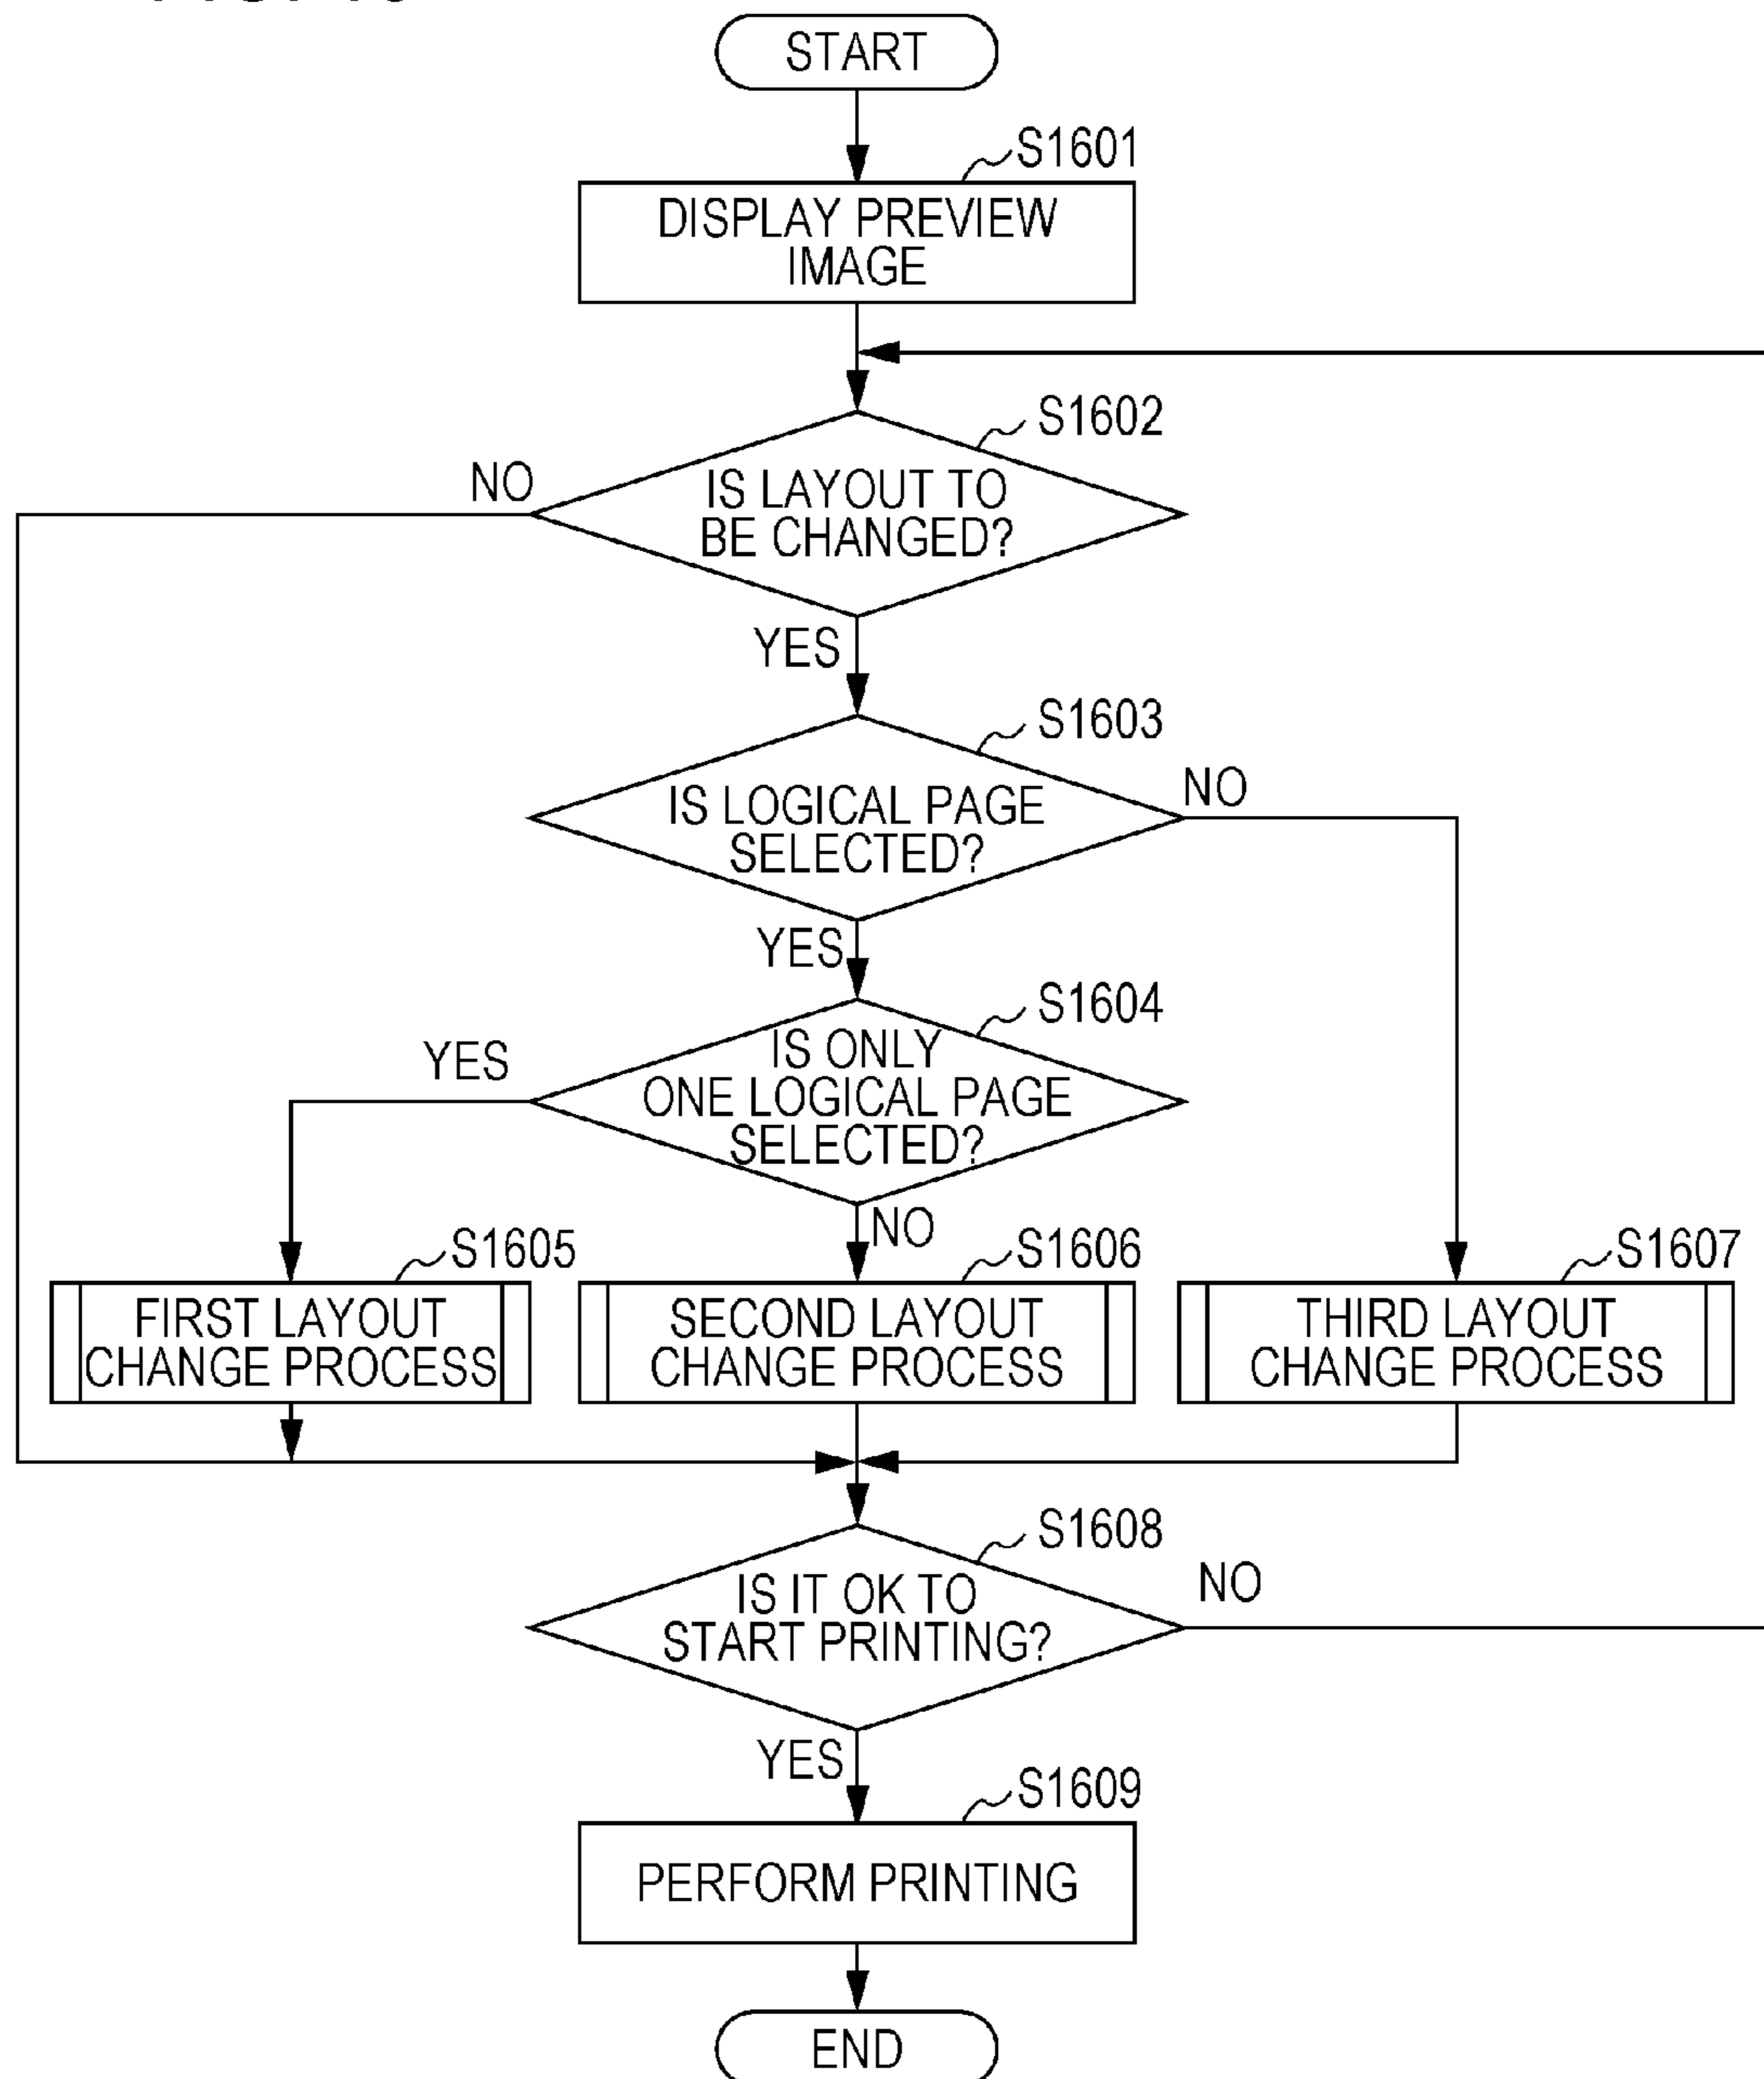 START
S1601
DISPLAY PREVIEW
IMAGE
S1602
NO
IS LAYOUT TO
BE CHANGED?
YES
S1603
NO
IS LOGICAL PAGE
SELECTED?
YES
S1604
YES
IS ONLY
ONE LOGICAL PAGE
SELECTED?
NO
S1605
S1606
S1607
FIRST LAYOUT
CHANGE PROCESS
SECOND LAYOUT
CHANGE PROCESS
THIRD LAYOUT
CHANGE PROCESS
S1608
NO
IS IT OK TO
START PRINTING?
YES
S1609
PERFORM PRINTING
END